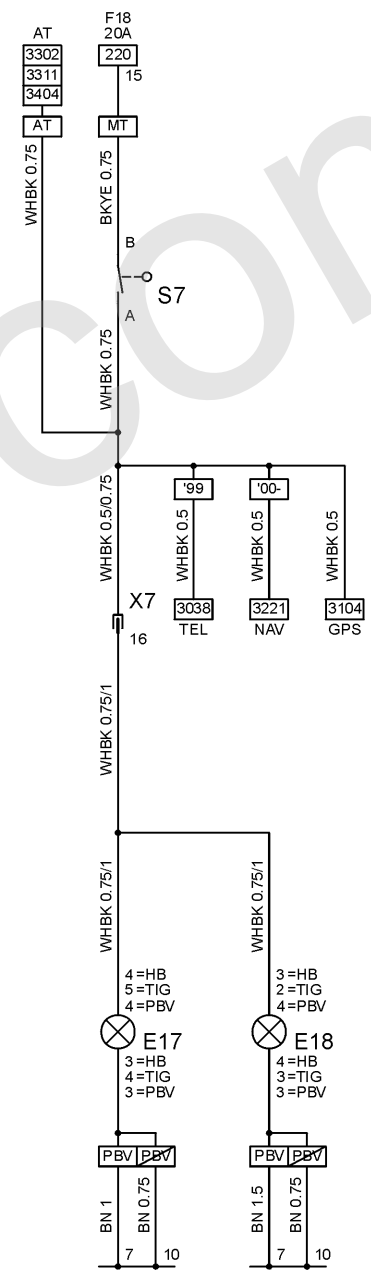 F18
20A
220
15
AT
3302
3311
3404
AT
MT
WHBK 0.75
BKYE 0.75
B
S7
A
WHBK 0.75
'99
'00-
WHBK 0.5/0.75
WHBK 0.5
WHBK 0.5
WHBK 0.5
X7
16
3038
TEL
3221
NAV
3104
GPS
WHBK 0.75/1
WHBK 0.75/1
WHBK 0.75/1
4=HB
5=TIG
4=PBV
3=HB
2=TIG
4=PBV
E17
E18
3=HB
4=TIG
3=PBV
4=HB
3=TIG
3=PBV
PBV
PBV
PBV
PBV
BN 1
BN 0.75
BN 1.5
BN 0.75
7
10
7
10
com